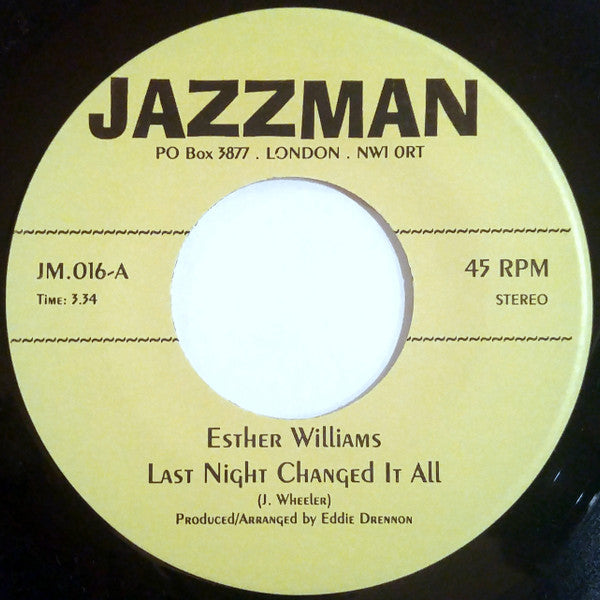 JAZZMAN
PO Box 3877 . LONDON . NW1 0RT
JM.016-A
45 RPM
Time: 3.34
STEREO
Esther Williams
Last Night Changed It All
(J. Wheeler)
Produced/Arranged by Eddie Drennon